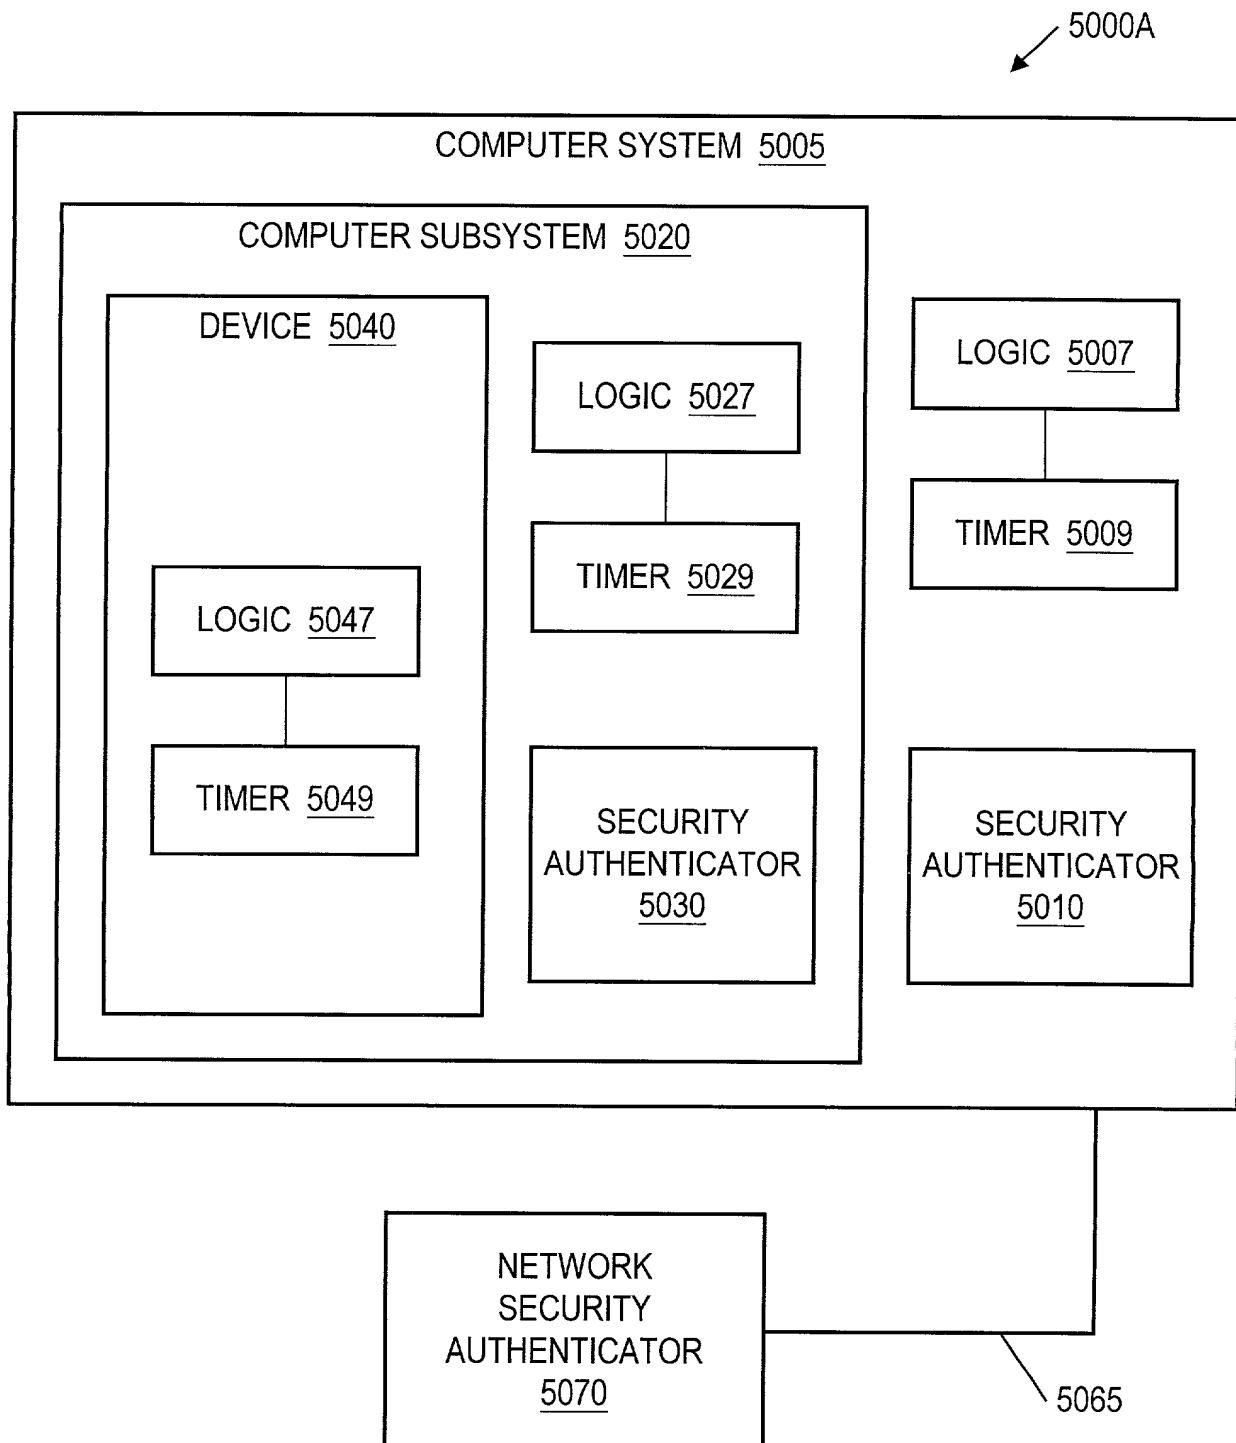 5000A
COMPUTER SYSTEM 5005
COMPUTER SUBSYSTEM 5020
DEVICE 5040
LOGIC 5047
TIMER 5049
LOGIC 5027
TIMER 5029
SECURITY
AUTHENTICATOR
5030
LOGIC 5007
TIMER 5009
SECURITY
AUTHENTICATOR
5010
NETWORK
SECURITY
AUTHENTICATOR
5070
5065